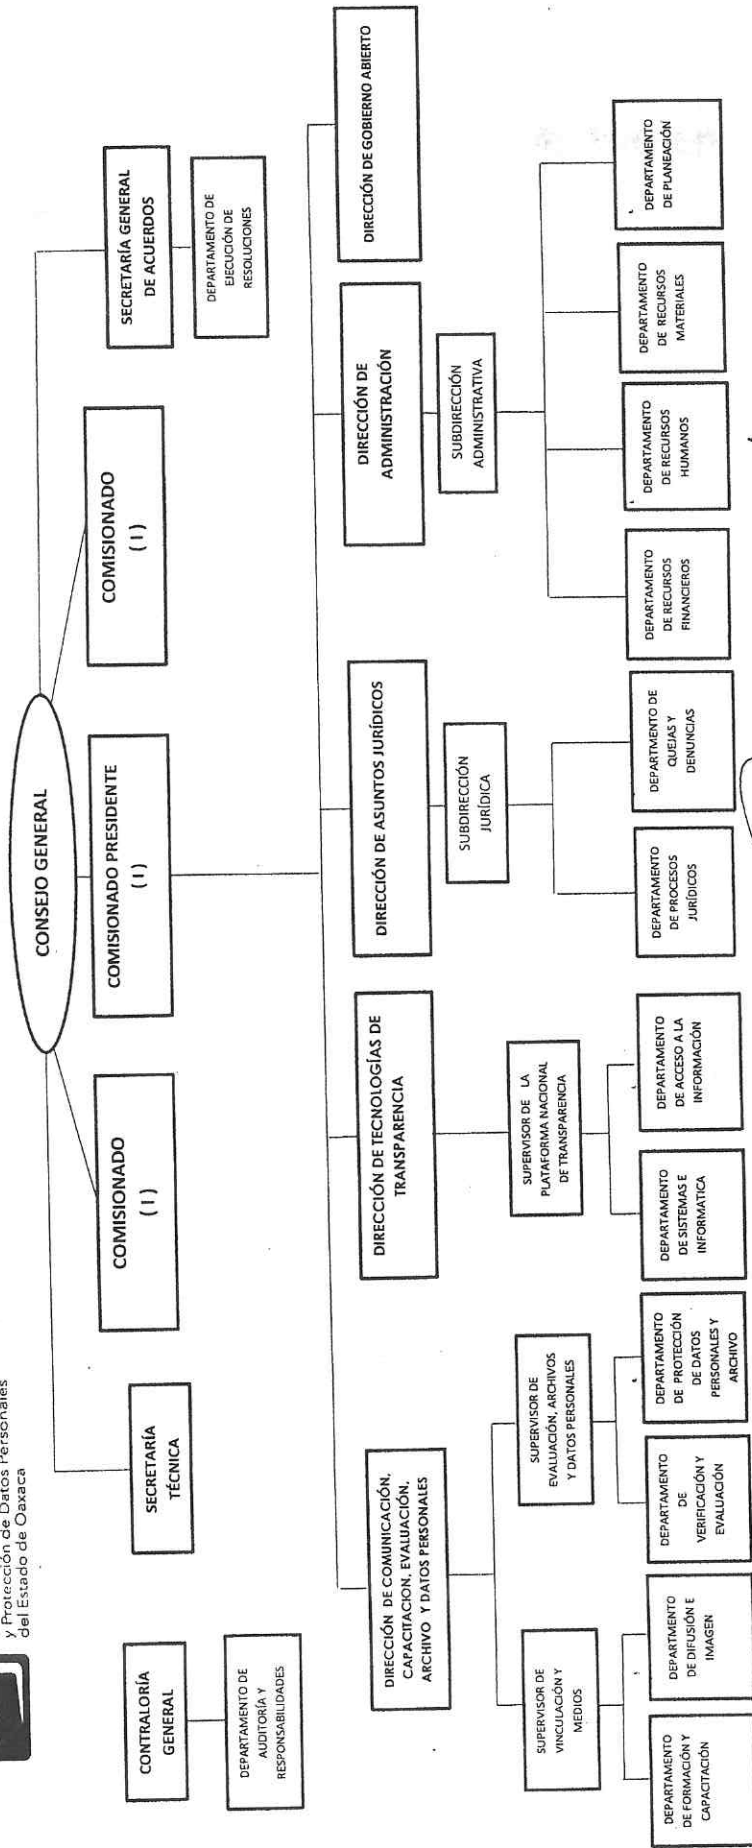 y Protección de Datos Personales
del Estado de Oaxaca
CONSEJO GENERAL
CONTRALORÍA
GENERAL
DEPARTAMENTO DE
AUDITORÍA Y
RESPONSABILIDADES
SECRETARÍA
TÉCNICA
COMISIONADO
( 1 )
COMISIONADO PRESIDENTE
( 1 )
COMISIONADO
( 1 )
SECRETARÍA GENERAL
DE ACUERDOS
DEPARTAMENTO DE
EJECUCIÓN DE
RESOLUCIONES
DIRECCIÓN DE COMUNICACIÓN,
CAPACITACION, EVALUACIÓN,
ARCHIVO Y DATOS PERSONALES
DIRECCIÓN DE TECNOLOGÍAS DE
TRANSPARENCIA
DIRECCIÓN DE ASUNTOS JURÍDICOS
DIRECCIÓN DE
ADMINISTRACIÓN
DIRECCIÓN DE GOBIERNO ABIERTO
SUPERVISOR DE
VINCULACIÓN Y
MEDIOS
SUPERVISOR DE
EVALUACIÓN, ARCHIVOS
Y DATOS PERSONALES
SUPERVISOR DE LA
PLATAFORMA NACIONAL
DE TRANSPARENCIA
SUBDIRECCIÓN
JURÍDICA
SUBDIRECCIÓN
ADMINISTRATIVA
DEPARTAMENTO
DE FORMACIÓN Y
CAPACITACIÓN
DEPARTMENTO
DE DIFUSIÓN E
IMAGEN
DEPARTAMENTO
DE
VERIFICACIÓN Y
EVALUACIÓN
DEPARTAMENTO
DE PROTECCIÓN
DE DATOS
PERSONALES Y
ARCHIVO
DEPARTAMENTO
DE SISTEMAS E
INFORMATICA
DEPARTAMENTO
DE ACCESO A LA
INFORMACIÓN
DEPARTAMENTO
DE PROCESOS
JURÍDICOS
DEPARTMENTO DE
QUEJAS Y
DENUNCIAS
DEPARTAMENTO
DE RECURSOS
FINANCIEROS
DEPARTAMENTO
DE RECURSOS
HUMANOS
DEPARTAMENTO
DE RECURSOS
MATERIALES
DEPARTAMENTO
DE PLANEACIÓN